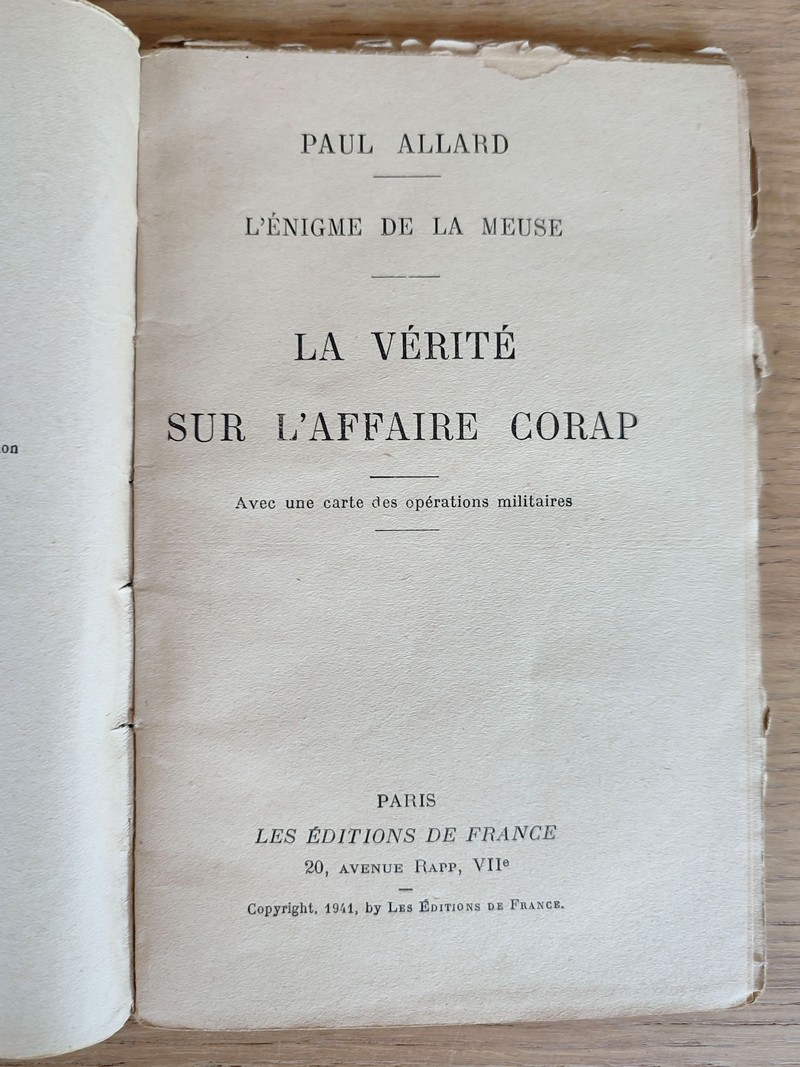 PAUL ALLARD
L'ÉNIGME DE LA MEUSE
LA VÉRITÉ
SUR L'AFFAIRE CORAP
Avec une carte des opérations militaires
PARIS
LES ÉDITIONS DE FRANCE
20, AVENUE RAPP, VIIe
Copyright, 1941, by LES ÉDITIONS DE FRANCE.